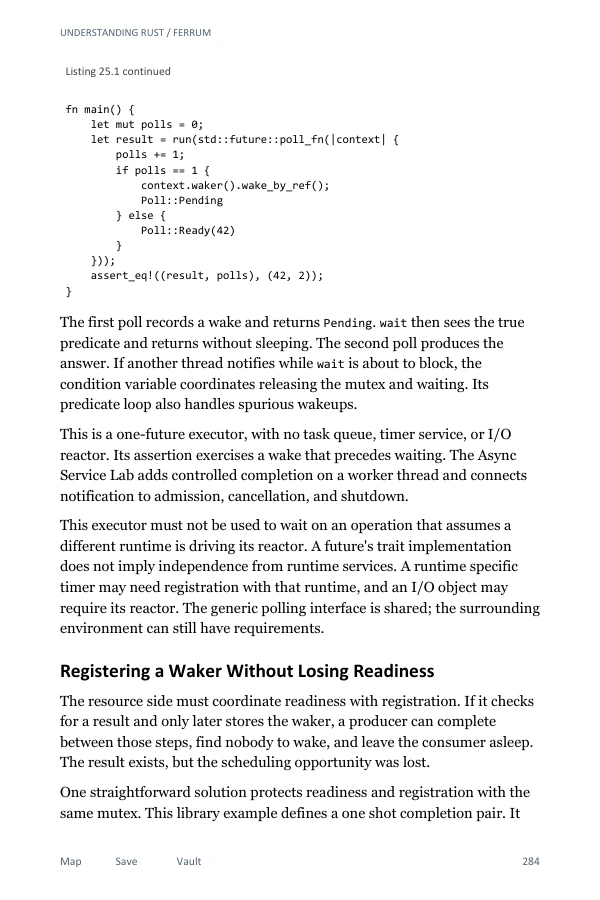 UNDERSTANDING RUST / FERRUM
Listing 25.1 continued
fn main() {
    let mut polls = 0;
    let result = run(std::future::poll_fn(|context| {
        polls += 1;
        if polls == 1 {
            context.waker().wake_by_ref();
            Poll::Pending
        } else {
            Poll::Ready(42)
        }
    }));
    assert_eq!((result, polls), (42, 2));
}
The first poll records a wake and returns Pending. wait then sees the true
predicate and returns without sleeping. The second poll produces the
answer. If another thread notifies while wait is about to block, the
condition variable coordinates releasing the mutex and waiting. Its
predicate loop also handles spurious wakeups.
This is a one-future executor, with no task queue, timer service, or I/O
reactor. Its assertion exercises a wake that precedes waiting. The Async
Service Lab adds controlled completion on a worker thread and connects
notification to admission, cancellation, and shutdown.
This executor must not be used to wait on an operation that assumes a
different runtime is driving its reactor. A future's trait implementation
does not imply independence from runtime services. A runtime specific
timer may need registration with that runtime, and an I/O object may
require its reactor. The generic polling interface is shared; the surrounding
environment can still have requirements.
Registering a Waker Without Losing Readiness
The resource side must coordinate readiness with registration. If it checks
for a result and only later stores the waker, a producer can complete
between those steps, find nobody to wake, and leave the consumer asleep.
The result exists, but the scheduling opportunity was lost.
One straightforward solution protects readiness and registration with the
same mutex. This library example defines a one shot completion pair. It
Map Save Vault 284